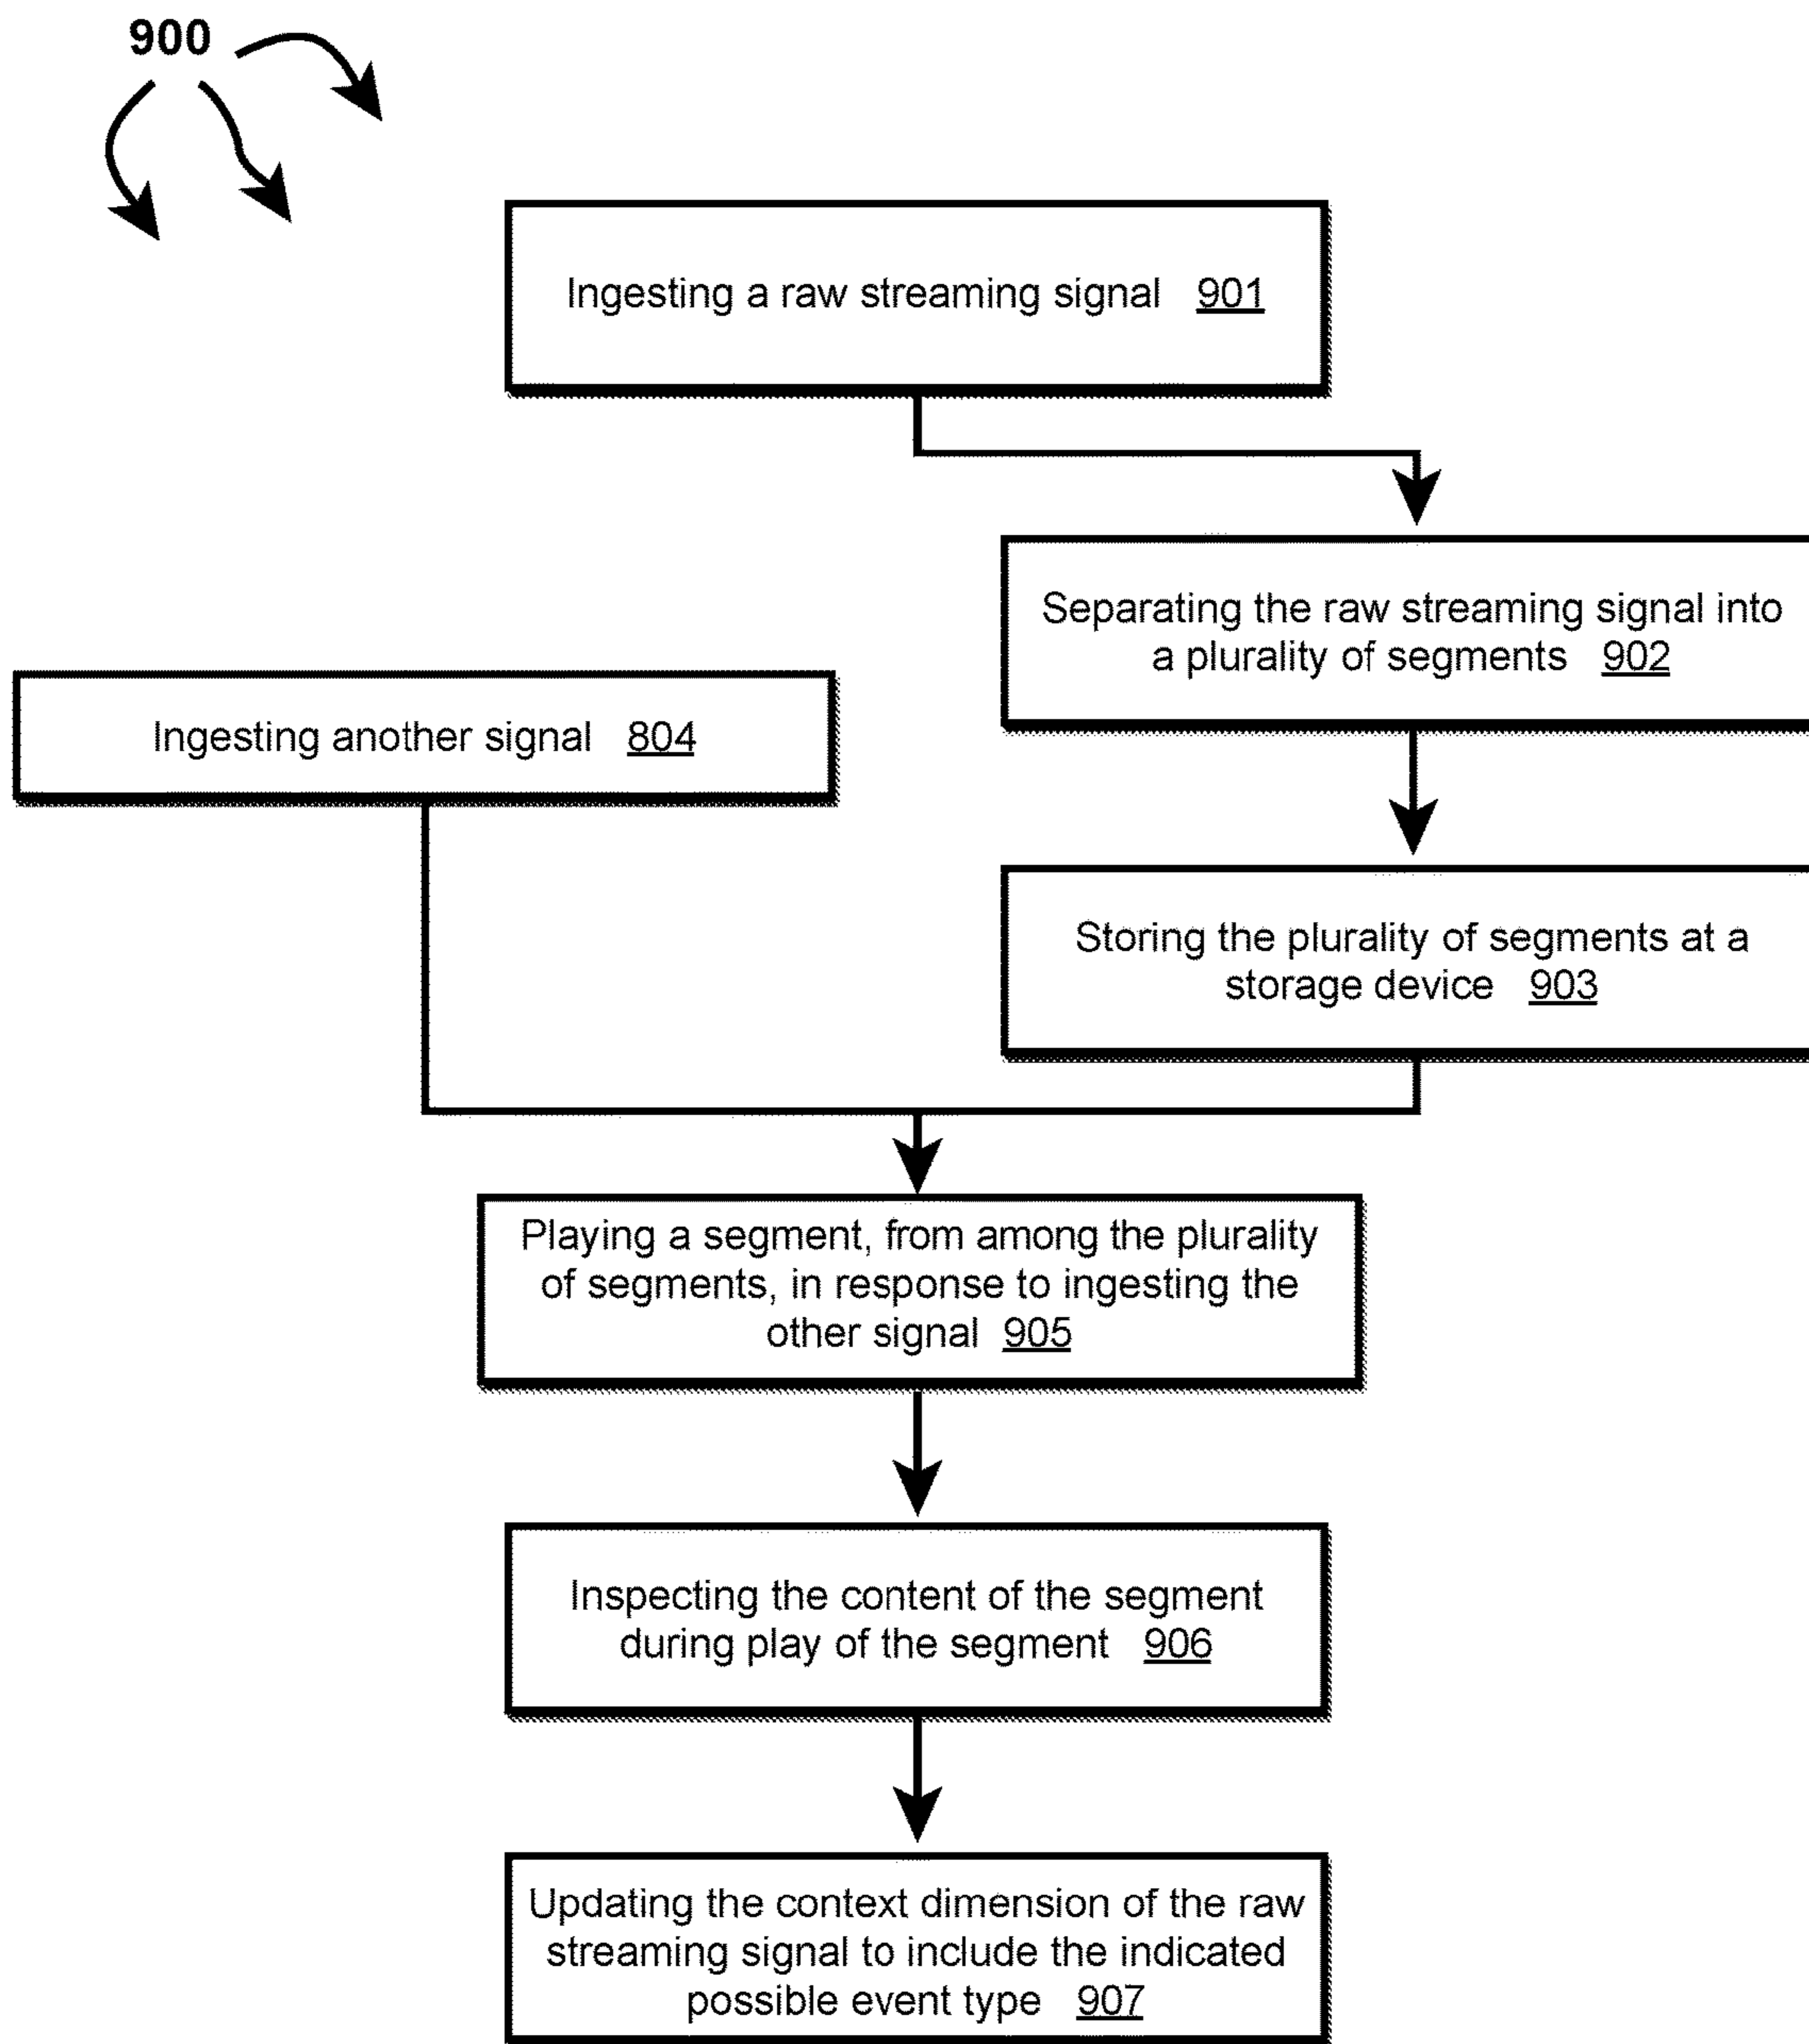 900
Ingesting a raw streaming signal 901
Separating the raw streaming signal into
a plurality of segments 902
Ingesting another signal 804
Storing the plurality of segments at a
storage device 903
Playing a segment, from among the plurality
of segments, in response to ingesting the
other signal 905
Inspecting the content of the segment
during play of the segment 906
Updating the context dimension of the raw
streaming signal to include the indicated
possible event type 907